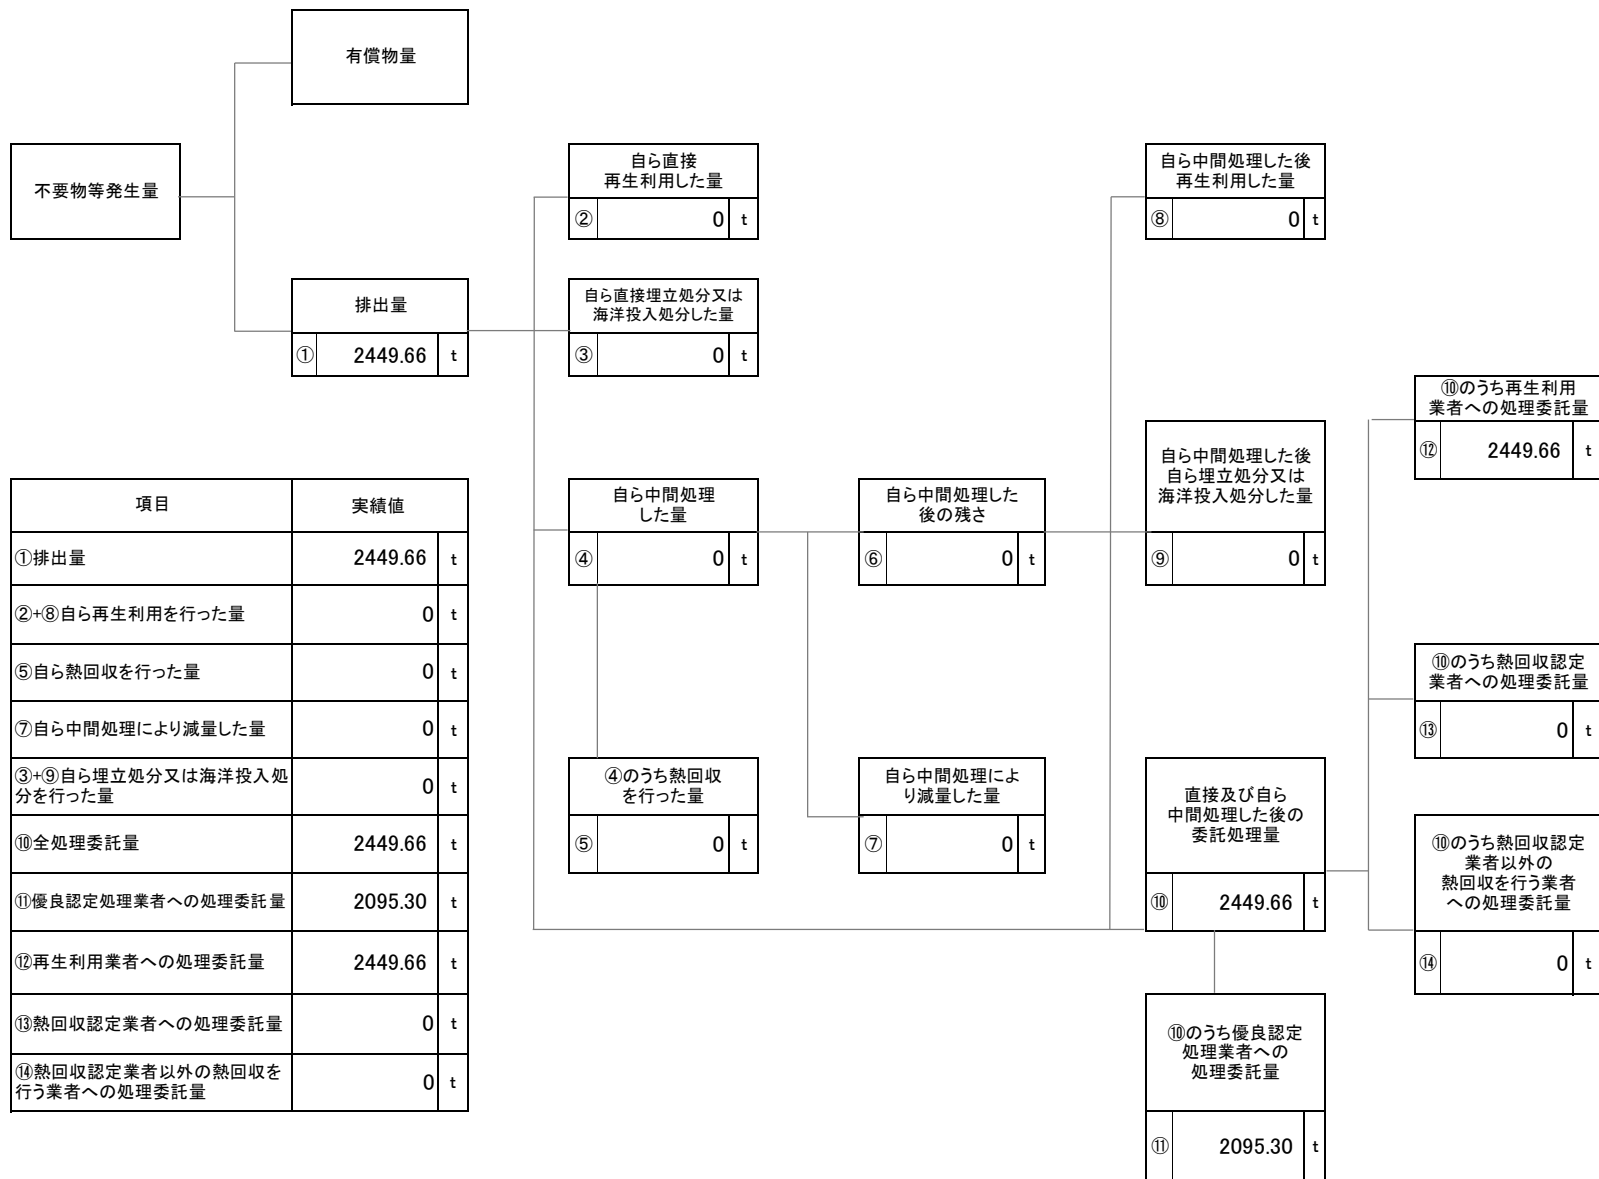 有償物量
不要物等発生量
排出量
① 2449.66 t
自ら直接
再生利用した量
② 0 t
自ら直接埋立処分又は
海洋投入処分した量
③ 0 t
自ら中間処理
した量
④ 0 t
④のうち熱回収
を行った量
⑤ 0 t
自ら中間処理した
後の残さ
⑥ 0 t
自ら中間処理によ
り減量した量
⑦ 0 t
自ら中間処理した後
再生利用した量
⑧ 0 t
自ら中間処理した後
自ら埋立処分又は
海洋投入処分した量
⑨ 0 t
直接及び自ら
中間処理した後の
委託処理量
⑩ 2449.66 t
⑩のうち優良認定
処理業者への
処理委託量
⑪ 2095.30 t
⑩のうち再生利用
業者への処理委託量
⑫ 2449.66 t
⑩のうち熱回収認定
業者への処理委託量
⑬ 0 t
⑩のうち熱回収認定
業者以外の
熱回収を行う業者
への処理委託量
⑭ 0 t
項目 実績値
①排出量 2449.66 t
②+⑧自ら再生利用を行った量 0 t
⑤自ら熱回収を行った量 0 t
⑦自ら中間処理により減量した量 0 t
③+⑨自ら埋立処分又は海洋投入処
分を行った量 0 t
⑩全処理委託量 2449.66 t
⑪優良認定処理業者への処理委託量 2095.30 t
⑫再生利用業者への処理委託量 2449.66 t
⑬熱回収認定業者への処理委託量 0 t
⑭熱回収認定業者以外の熱回収を
行う業者への処理委託量 0 t